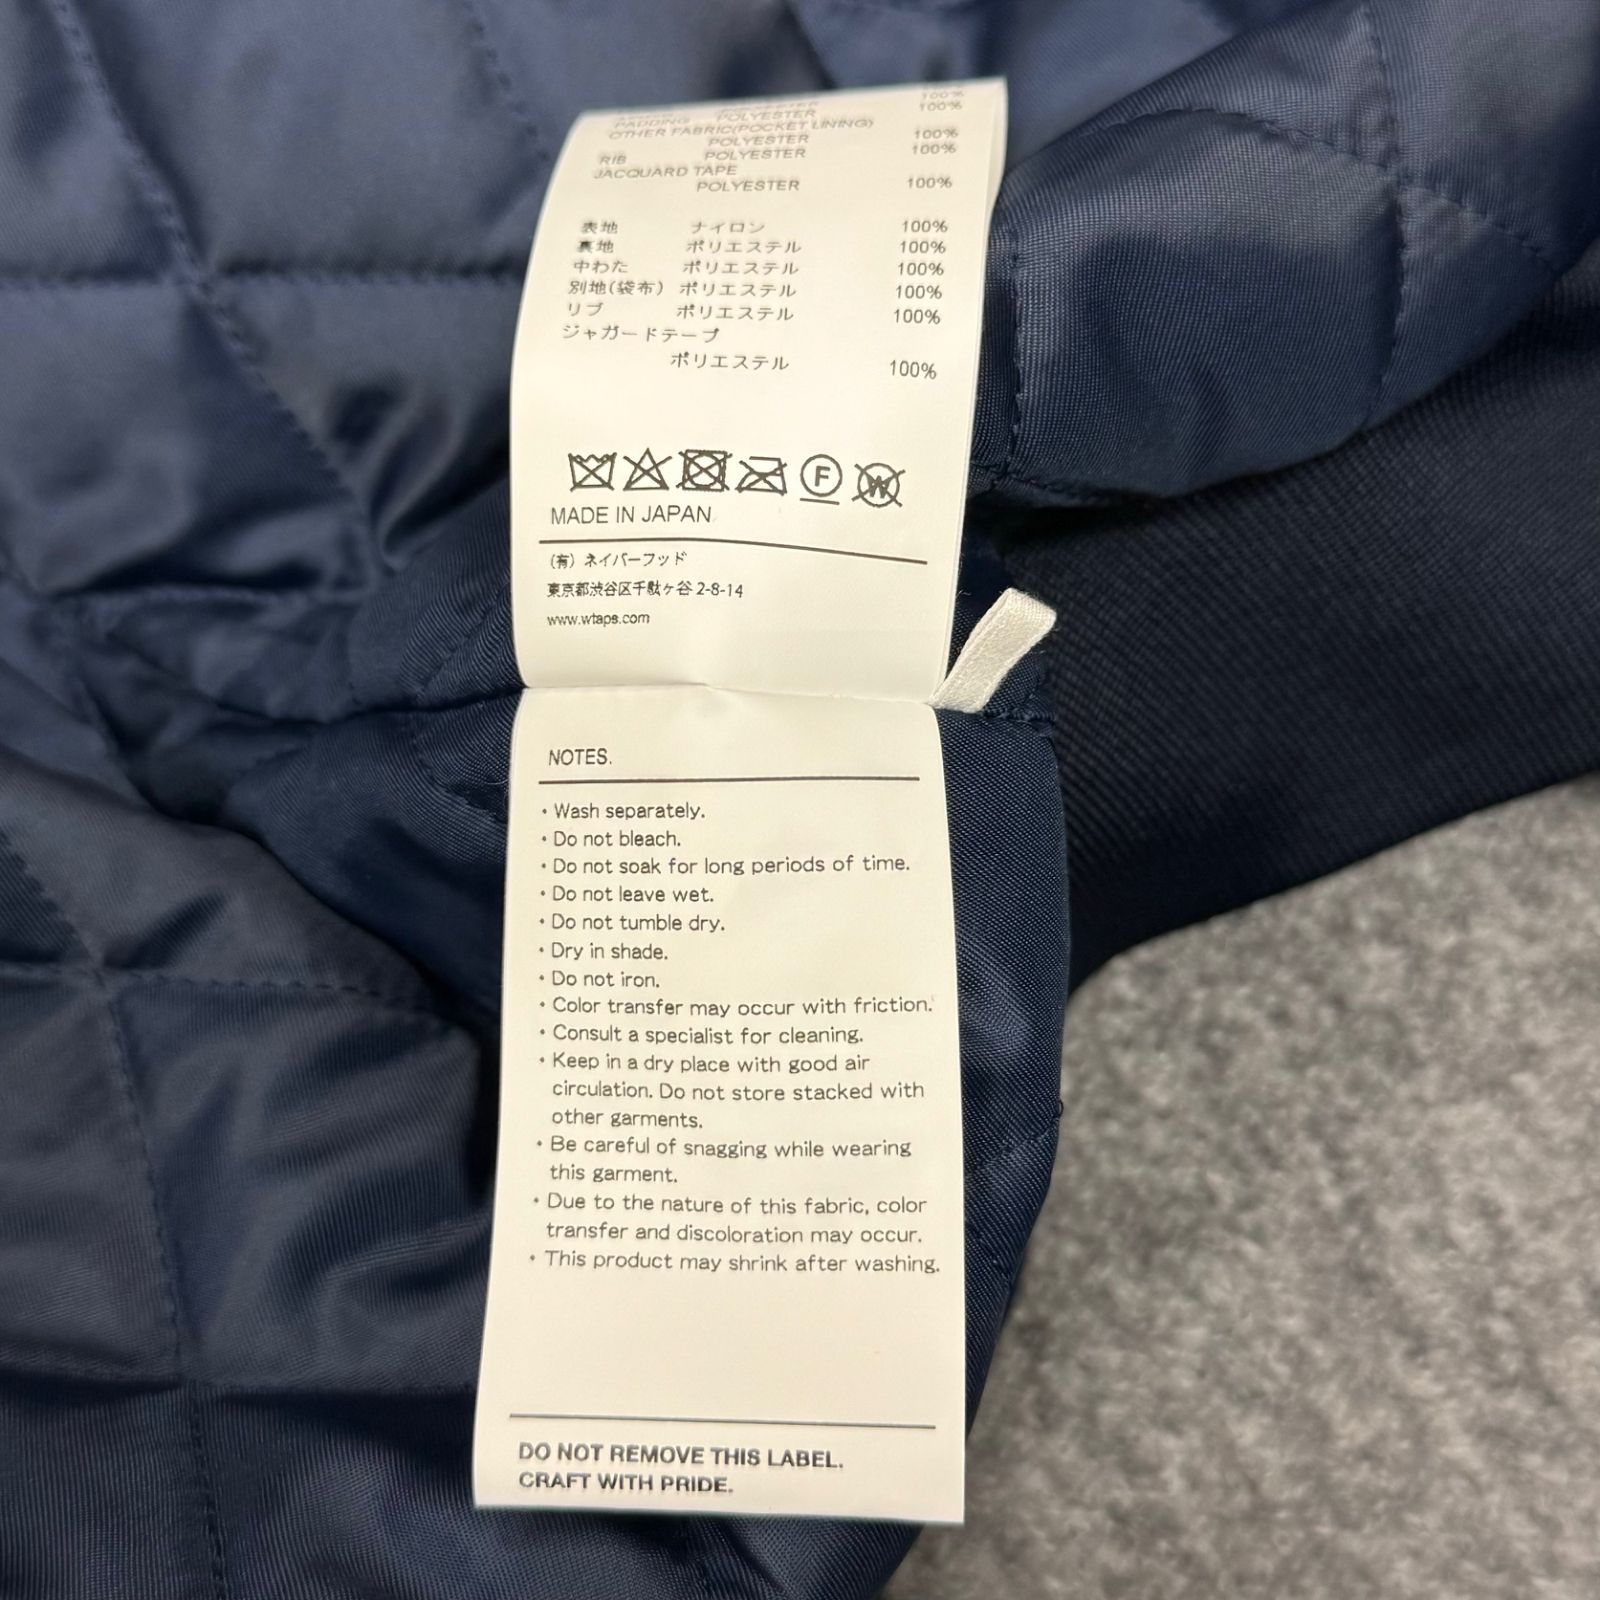 100%
PADDING POLYESTER 100%
OTHER FABRIC(POCKET LINING)
POLYESTER 100%
RIB POLYESTER 100%
JACQUARD TAPE
POLYESTER 100%
表地 ナイロン 100%
裏地 ポリエステル 100%
中わた ポリエステル 100%
別地(袋布) ポリエステル 100%
リブ ポリエステル 100%
ジャガードテープ
ポリエステル 100%
F W
MADE IN JAPAN
(有) ネイバーフッド
東京都渋谷区千駄ヶ谷 2-8-14
www.wtaps.com
NOTES.
・Wash separately.
・Do not bleach.
・Do not soak for long periods of time.
・Do not leave wet.
・Do not tumble dry.
・Dry in shade.
・Do not iron.
・Color transfer may occur with friction.
・Consult a specialist for cleaning.
・Keep in a dry place with good air
circulation. Do not store stacked with
other garments.
・Be careful of snagging while wearing
this garment.
・Due to the nature of this fabric, color
transfer and discoloration may occur.
・This product may shrink after washing.
DO NOT REMOVE THIS LABEL.
CRAFT WITH PRIDE.